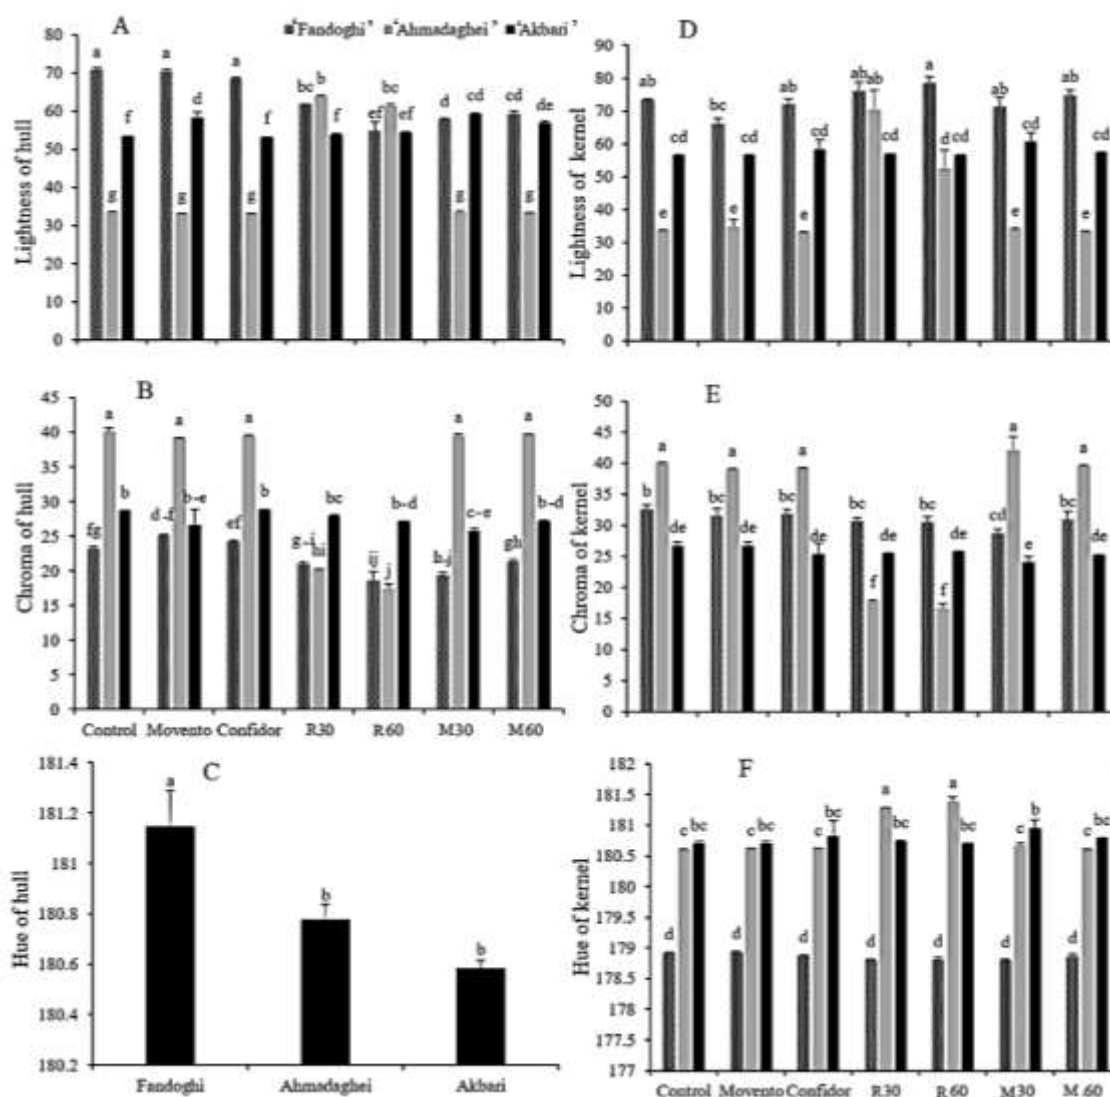 A
"Fandoghi" "Ahmadaghei" "Akbari"
Lightness of hull
80
70
60
50
40
30
20
10
0
a a a bc b bc d cd cd de
f d f f ef ef
g g g g g
D
Lightness of kernel
90
80
70
60
50
40
30
20
10
0
ab bc ab ab ab a ab ab
cd cd cd cd d cd cd cd
e e e e e
B
Chroma of hull
45
40
35
30
25
20
15
10
5
0
a a a a a
fg b d-f b-e ef b g-i hi bc ij j b-d h-j c-e gh b-d
Control Movento Confidor R30 R60 M30 M60
E
Chroma of kernel
50
45
40
35
30
25
20
15
10
5
0
a a a a a
b de bc de bc de bc f de bc f de cd e bc de
C
Hue of hull
181.4
181.2
181
180.8
180.6
180.4
180.2
a b b
Fandoghi Ahmadaghei Akbari
F
Hue of kernel
182
181.5
181
180.5
180
179.5
179
178.5
178
177.5
177
d c bc d c bc d c bc d a bc d a bc d c b d c bc
Control Movento Confidor R30 R60 M30 M60